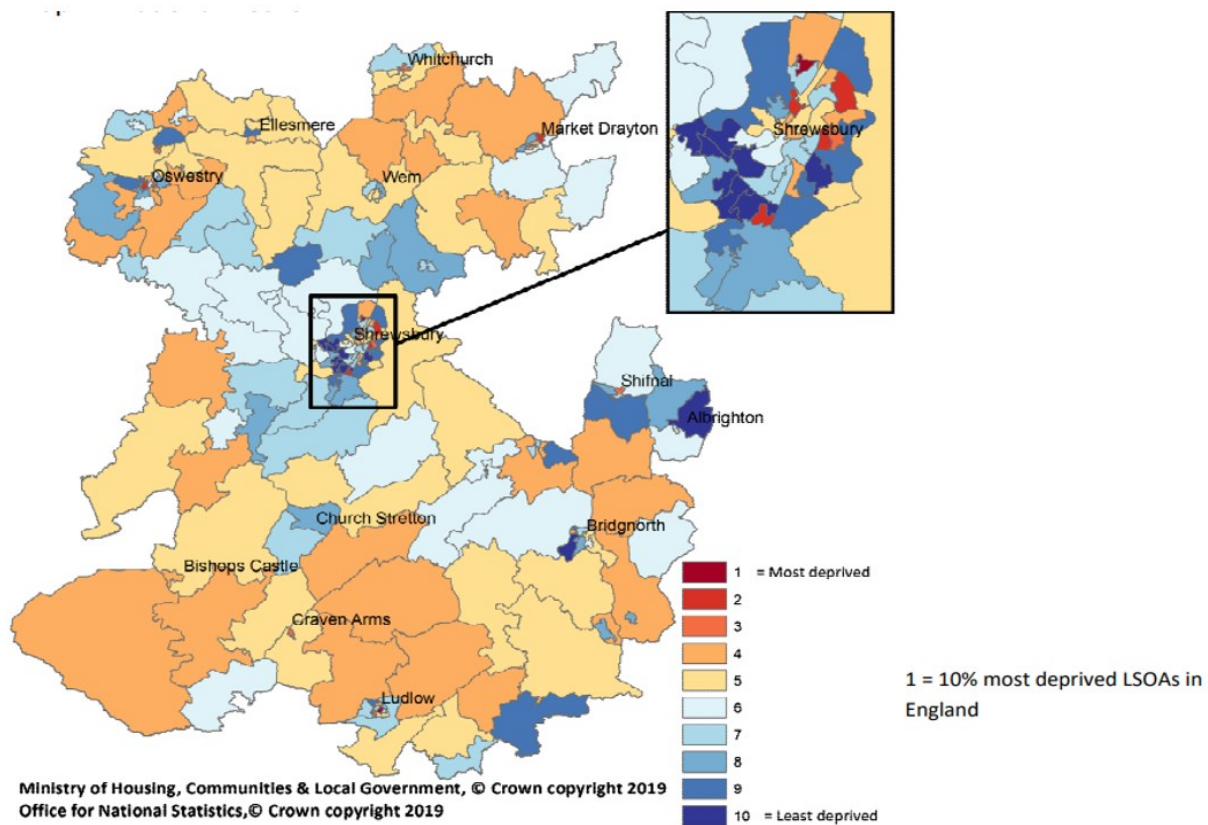 Whitchurch
Ellesmere
Market Drayton
Shrewsbury
Oswestry
Wem
Shrewsbury
Shifnal
Albrighton
Church Stretton
Bridgnorth
Bishops Castle
1 = Most deprived
2
Craven Arms
3
4
5
1 = 10% most deprived LSOAs in
England
6
Ludlow
7
8
Ministry of Housing, Communities & Local Government, © Crown copyright 2019
9
Office for National Statistics,© Crown copyright 2019
10 = Least deprived